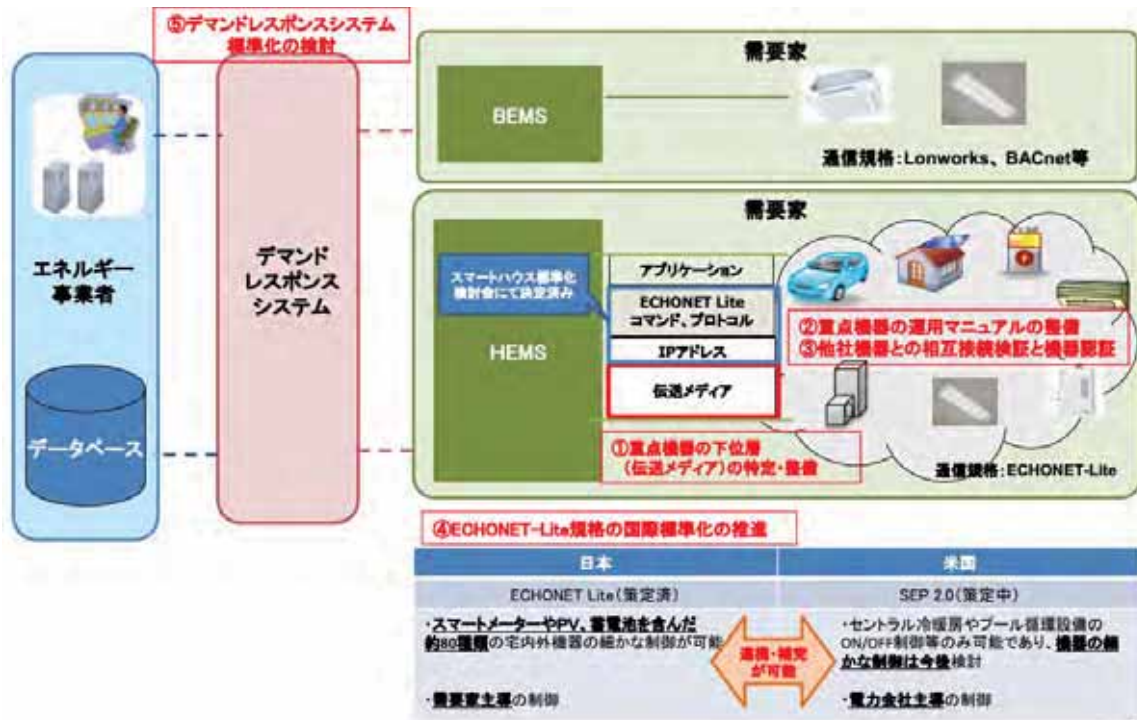 ⑤デマンドレスポンスシステム
標準化の検討
エネルギー
事業者
データベース
デマンド
レスポンス
システム
需要家
BEMS
通信規格：Lonworks、BACnet等
需要家
HEMS
スマートハウス標準化
検討会にて決定済み
アプリケーション
ECHONET Lite
コマンド、プロトコル
IPアドレス
伝送メディア
②重点機器の運用マニュアルの整備
③他社機器との相互接続検証と機器認証
①重点機器の下位層
（伝送メディア）の特定・整備
通信規格：ECHONET-Lite
④ECHONET-Lite規格の国際標準化の推進
日本
米国
ECHONET Lite（策定済）
SEP 2.0（策定中）
・スマートメーターやPV、蓄電池を含んだ
約80種類の宅内外機器の細かな制御が可能
・需要家主導の制御
連携・補完
が可能
・セントラル冷暖房やプール循環設備の
ON/OFF制御等のみ可能であり、機器の細
かな制御は今後検討
・電力会社主導の制御